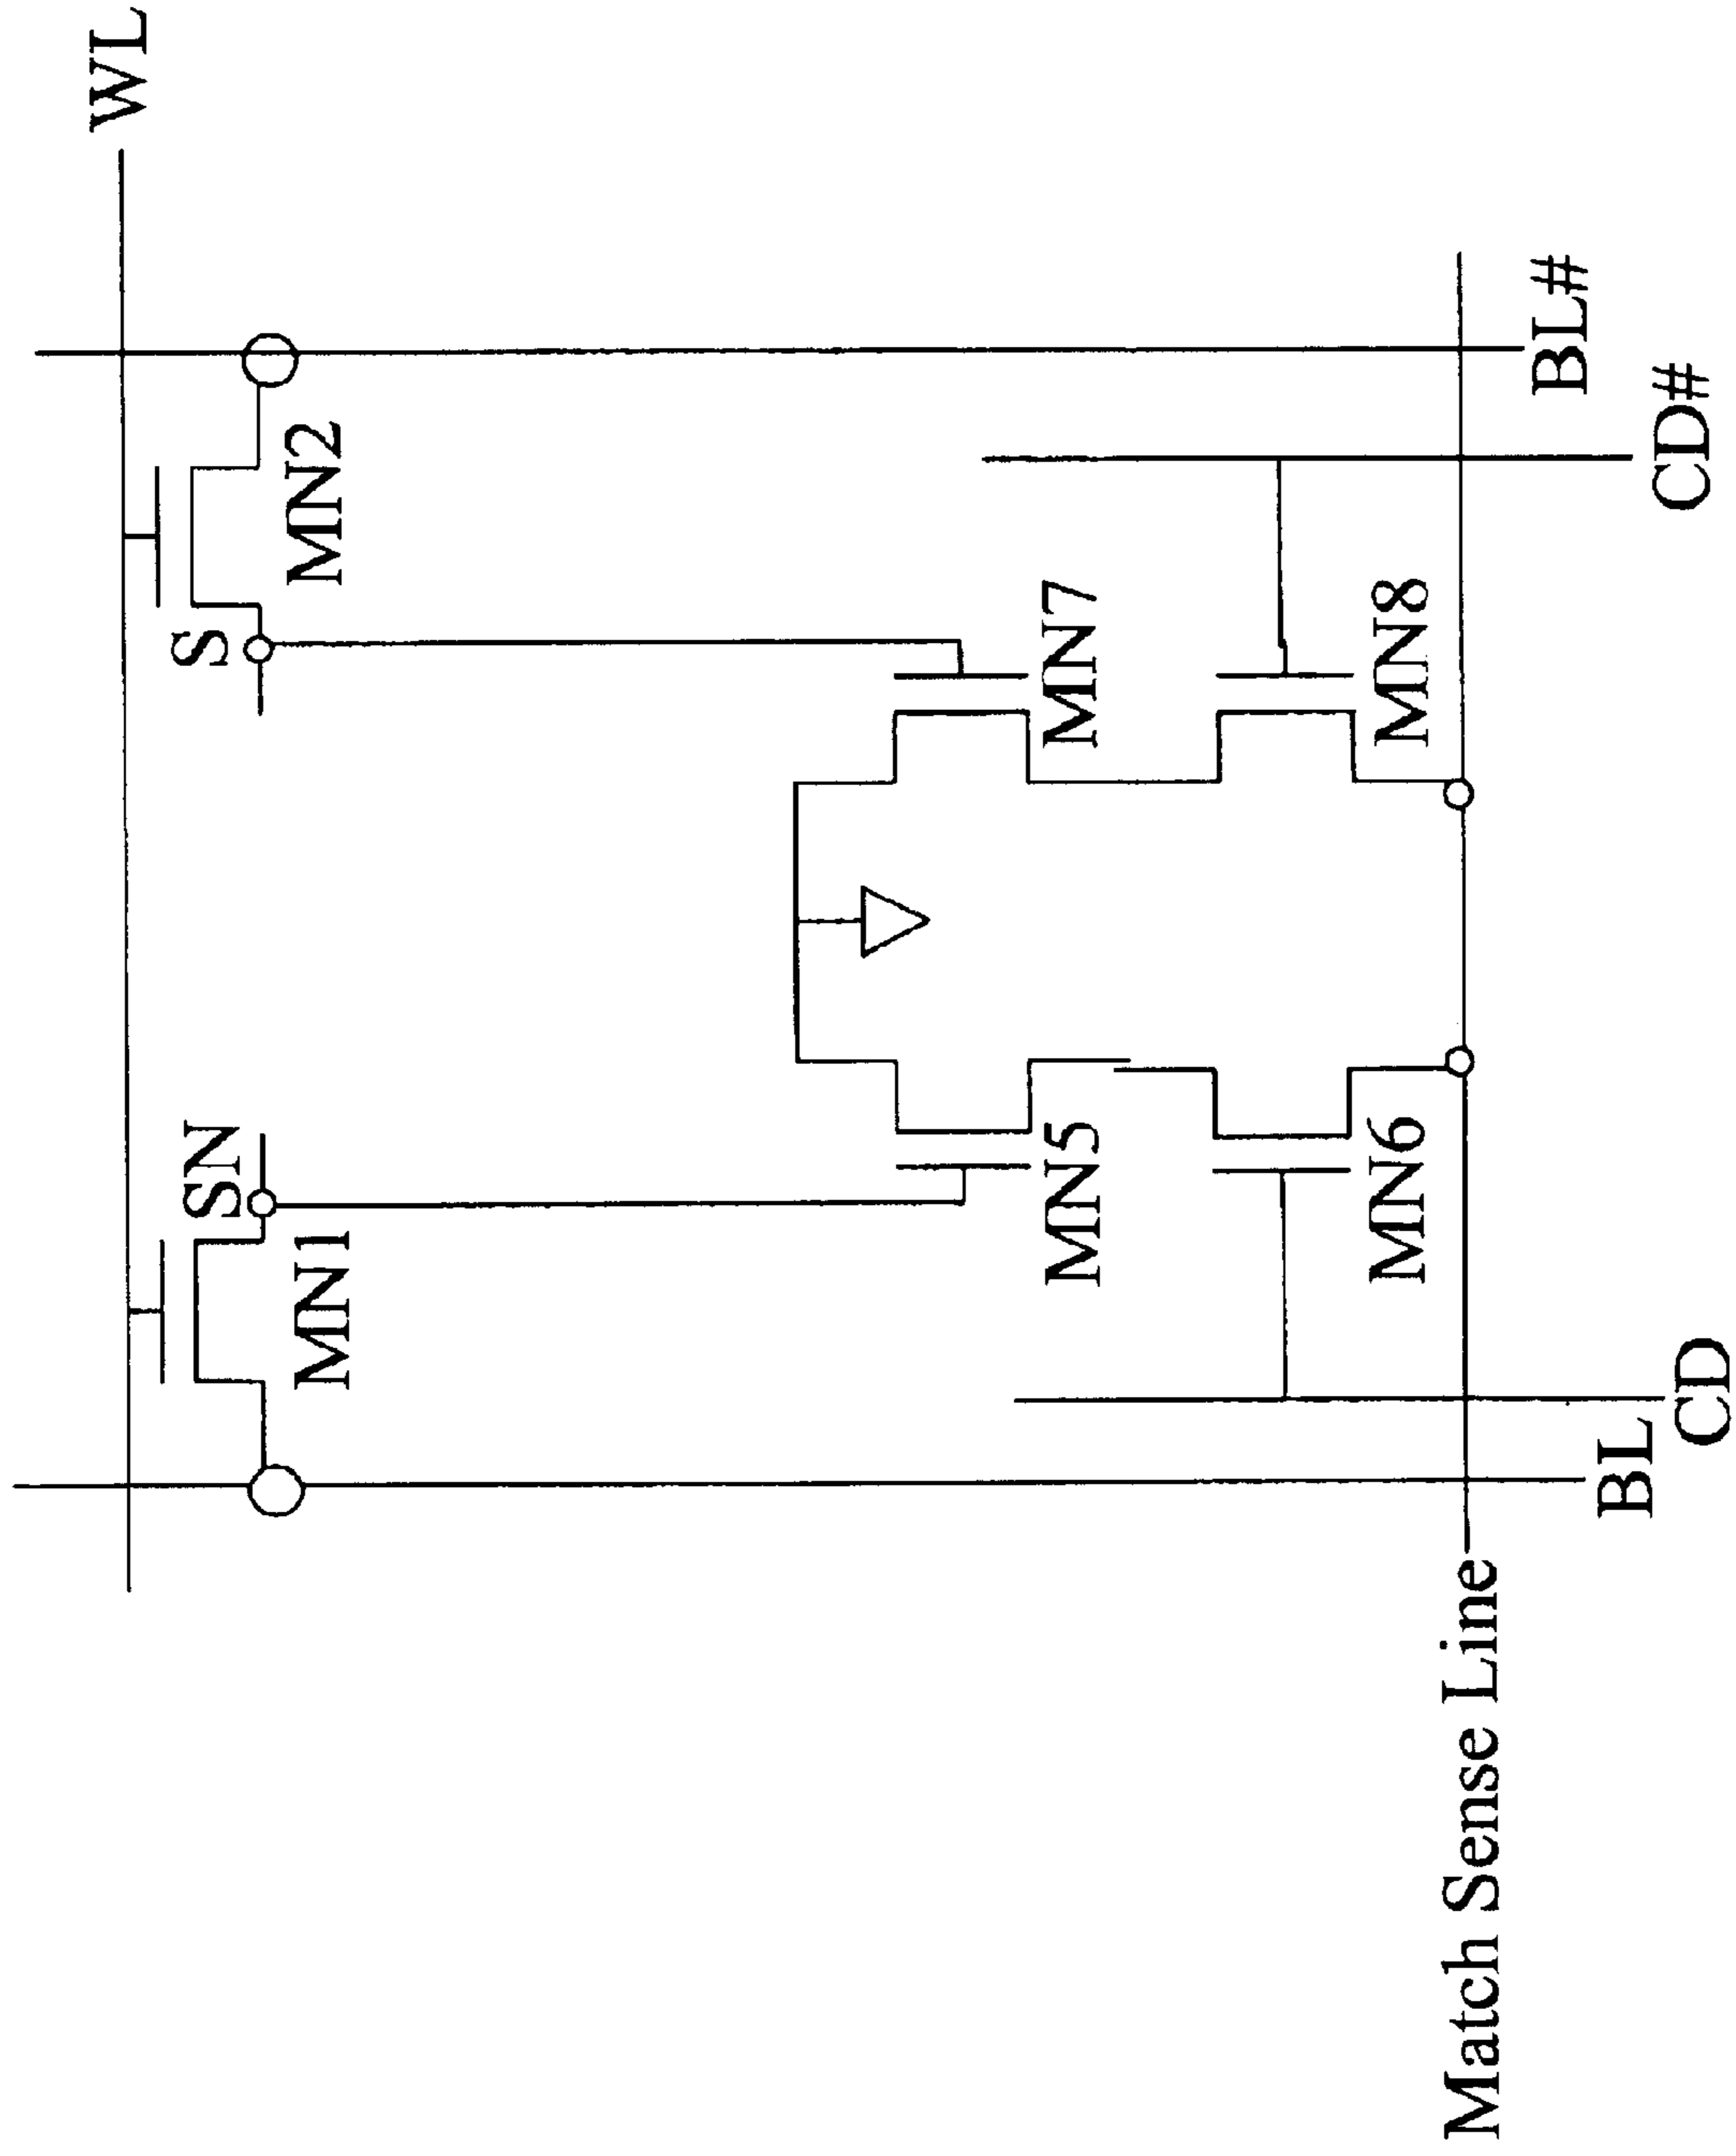 WL
SN
S
MN1
MN2
MN5
MN7
MN6
MN8
Match Sense Line
BL
CD
BL#
CD#